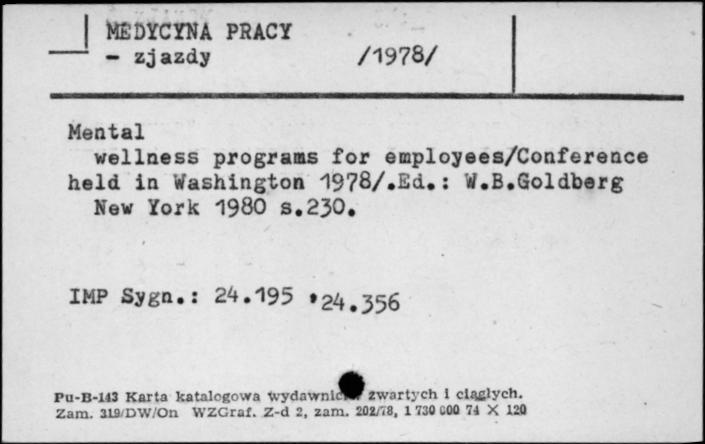 MEDYCYNA PRACY
- zjazdy /1978/
Mental
wellness programs for employees/Conference
held in Washington 1978/.Ed.: W.B.Goldberg
New York 1980 s.230.
IMP Sygn.: 24.195 , 24.356
Pu-B-143 Karta katalogowa zwartych i ciągłych.
Zam. 319/DW/On WZGraf. Z-d 2, zam. 202/78, 1 730 000 74 X 120